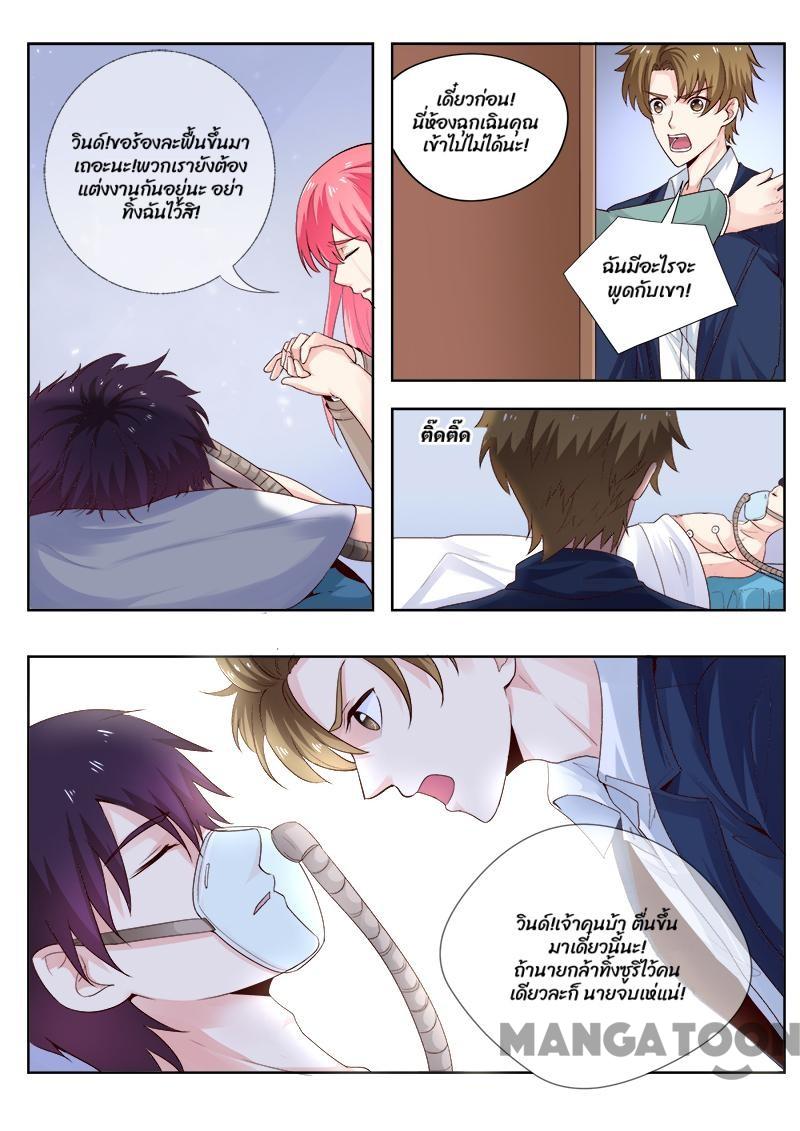 วินด์!ขอร้องละฟื้นขึ้นมา
เถอะนะ!พวกเรายังต้อง
แต่งงานกันอยู่นะ อย่า
ทิ้งฉันไว้สิ!
เดี๋ยวก่อน!
นี่ห้องฉุกเฉินคุณ
เข้าไปไม่ได้นะ!
ฉันมีอะไรจะ
พูดกับเขา!
ติ๊ดติ๊ด
วินด์!เจ้าคนบ้า ตื่นขึ้น
มาเดี๋ยวนี้นะ!
ถ้านายกล้าทิ้งซูริไว้คน
เดียวละก็ นายจบเห่แน่!
MANGATOON